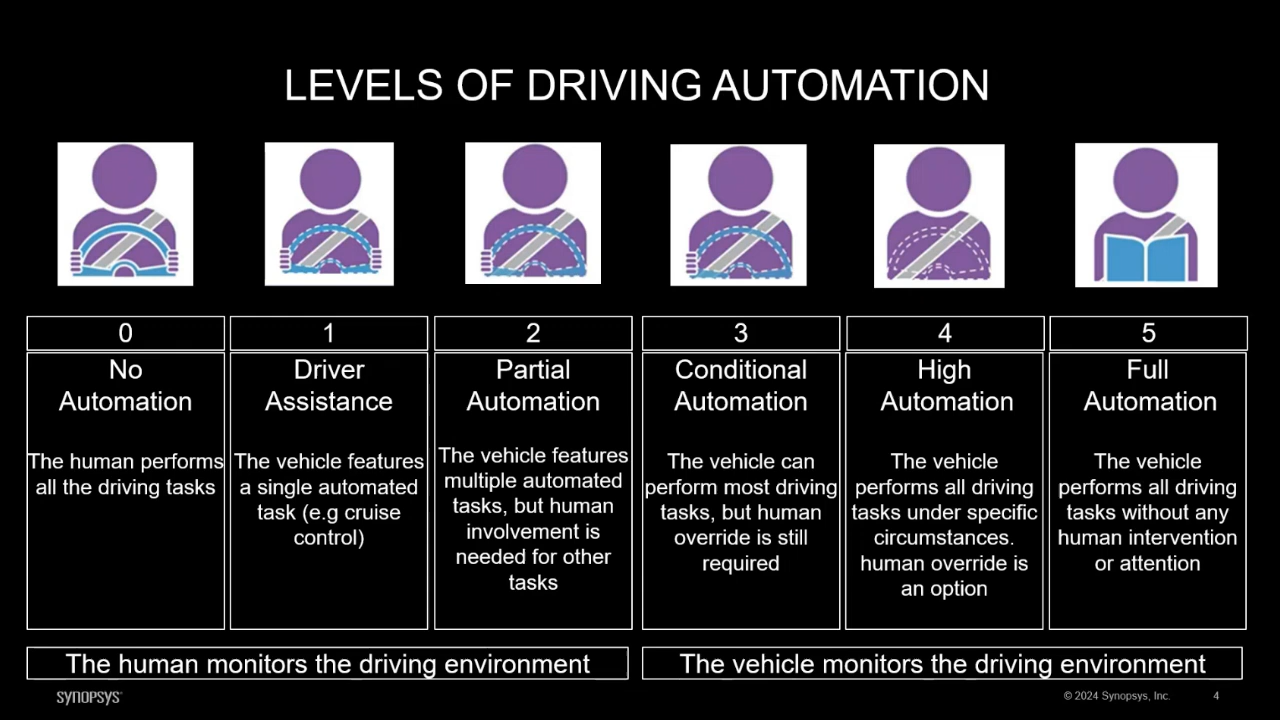 LEVELS OF DRIVING AUTOMATION
0
No
Automation
The human performs
all the driving tasks
1
Driver
Assistance
The vehicle features
a single automated
task (e.g cruise
control)
2
Partial
Automation
The vehicle features
multiple automated
tasks, but human
involvement is
needed for other
tasks
3
Conditional
Automation
The vehicle can
perform most driving
tasks, but human
override is still
required
4
High
Automation
The vehicle
performs all driving
tasks under specific
circumstances.
human override is
an option
5
Full
Automation
The vehicle
performs all driving
tasks without any
human intervention
or attention
The human monitors the driving environment
The vehicle monitors the driving environment
SYNOPSYS®
© 2024 Synopsys, Inc.
4